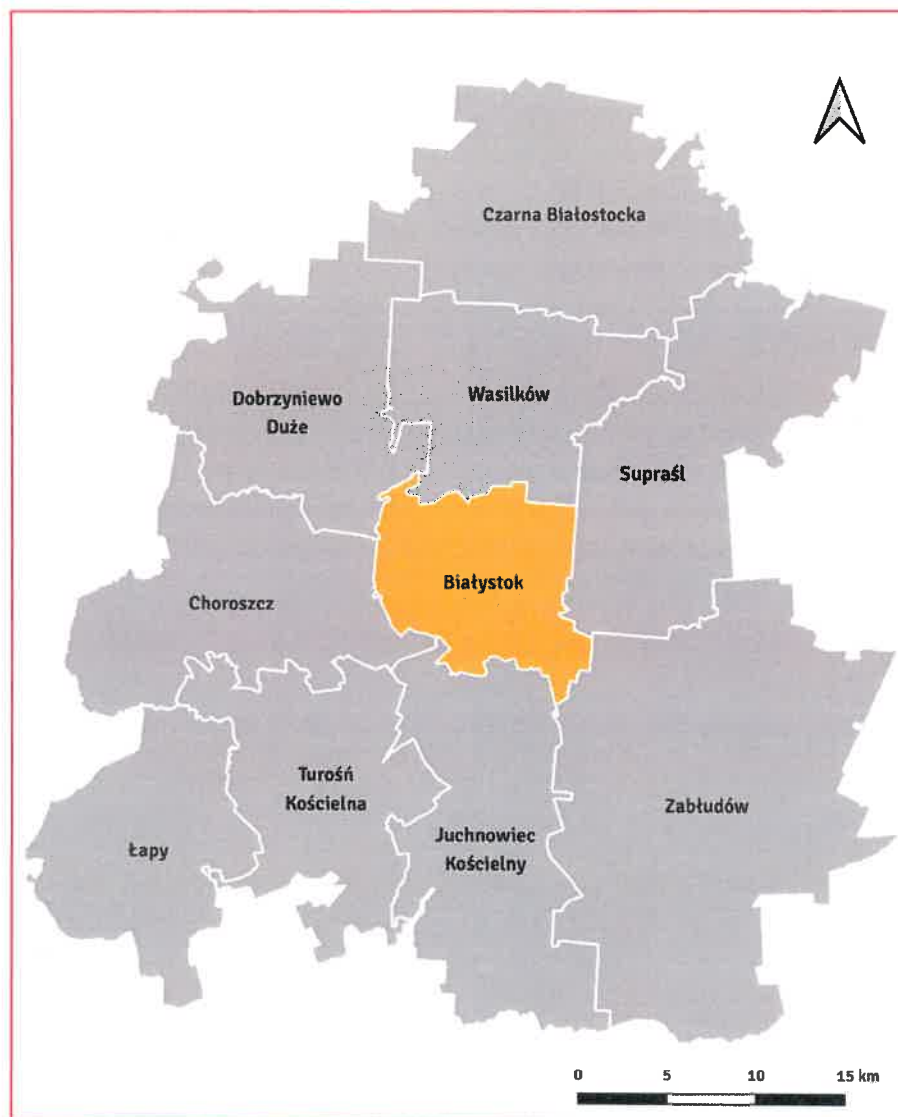 Czarna Białostocka
Dobrzyniewo
Duże
Wasilków
Supraśl
Białystok
Choroszcz
Turośń
Kościelna
Zabłudów
Łapy
Juchnowiec
Kościelny
0 5 10 15 km